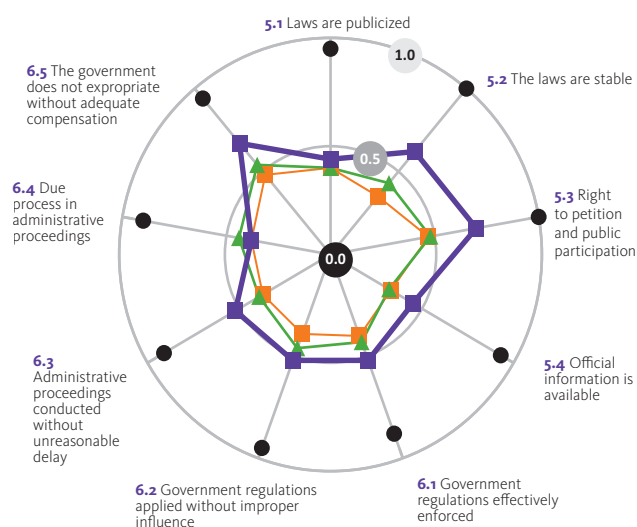 5.1 Laws are publicized
1.0
5.2 The laws are stable
0.5
5.3 Right
to petition
and public
participation
0.0
5.4 Official
information is
available
6.1 Government
regulations effectively
enforced
6.2 Government regulations
applied without improper
influence
6.3
Administrative
proceedings
conducted
without
unreasonable
delay
6.4 Due
process in
administrative
proceedings
6.5 The government
does not expropriate
without adequate
compensation